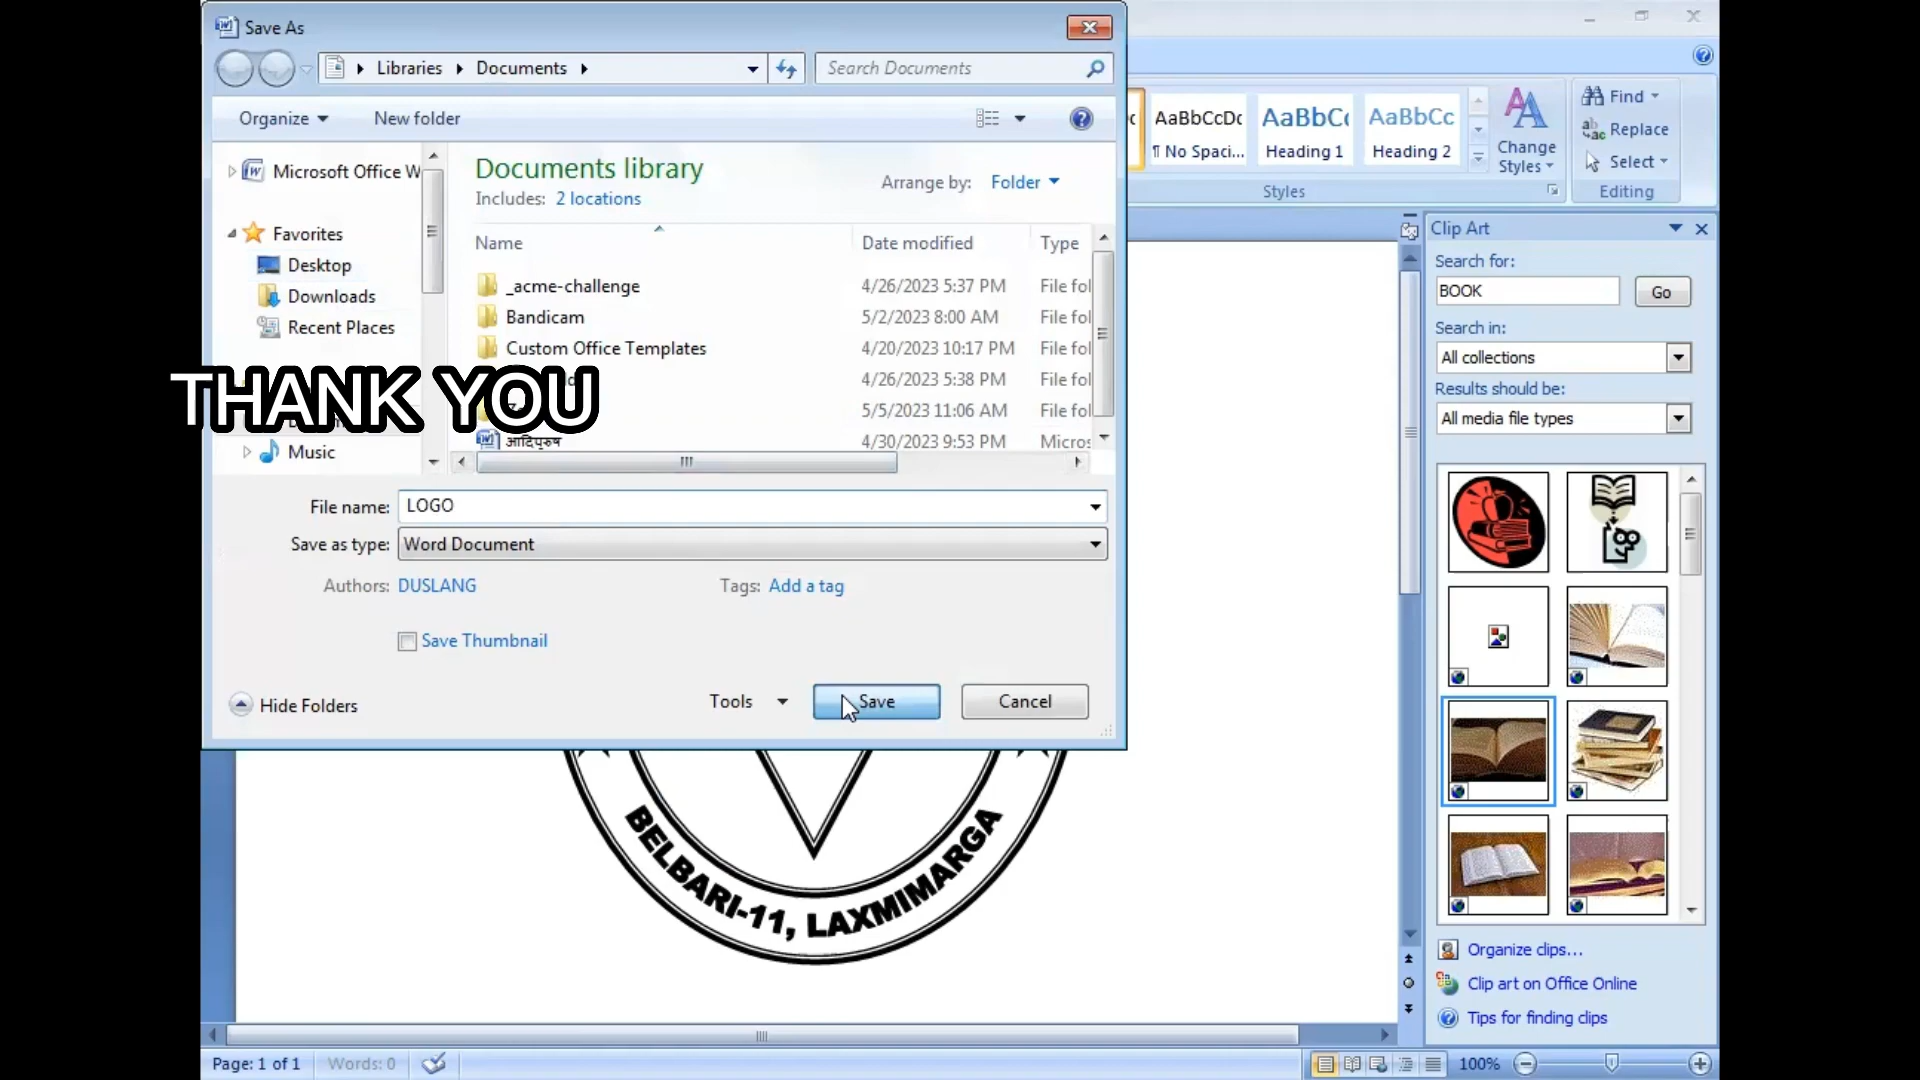 Save As
Libraries Documents
Search Documents
Organize
New folder
Microsoft Office W
Favorites
Desktop
Downloads
Recent Places
Music
Documents library
Includes: 2 locations
Arrange by: Folder
Name Date modified Type
_acme-challenge 4/26/2023 5:37 PM File fol
Bandicam 5/2/2023 8:00 AM File fol
Custom Office Templates 4/20/2023 10:17 PM File fol
4/26/2023 5:38 PM File fol
5/5/2023 11:06 AM File fol
आदिपुरुष 4/30/2023 9:53 PM Micros
THANK YOU
File name: LOGO
Save as type: Word Document
Authors: DUSLANG
Tags: Add a tag
Save Thumbnail
Hide Folders
Tools
Save
Cancel
AaBbCcDc
¶ No Spaci...
AaBbCc
Heading 1
AaBbCc
Heading 2
Change
Styles
Styles
Find
Replace
Select
Editing
Clip Art
Search for:
BOOK
Go
Search in:
All collections
Results should be:
All media file types
Organize clips...
Clip art on Office Online
Tips for finding clips
BELBARI-11, LAXMIMARGA
Page: 1 of 1
Words: 0
100%